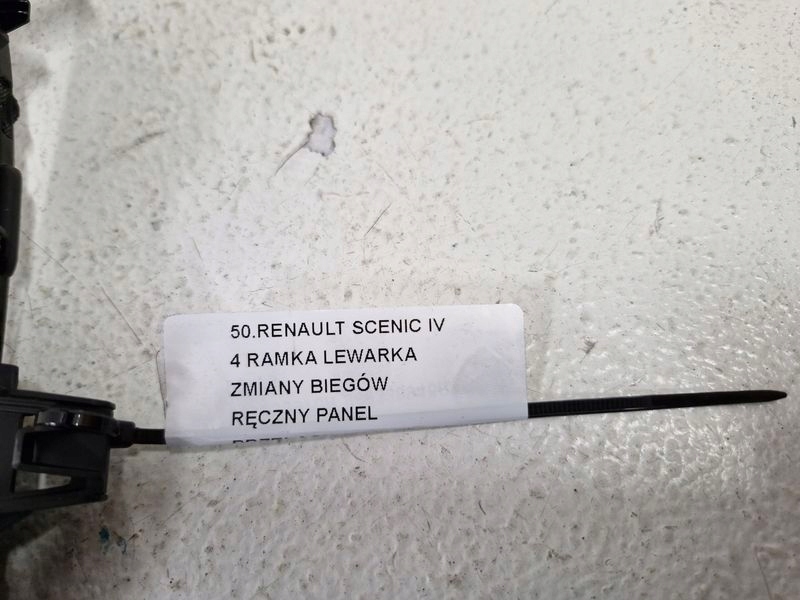 50.RENAULT SCENIC IV
4 RAMKA LEWARKA
ZMIANY BIEGÓW
RĘCZNY PANEL